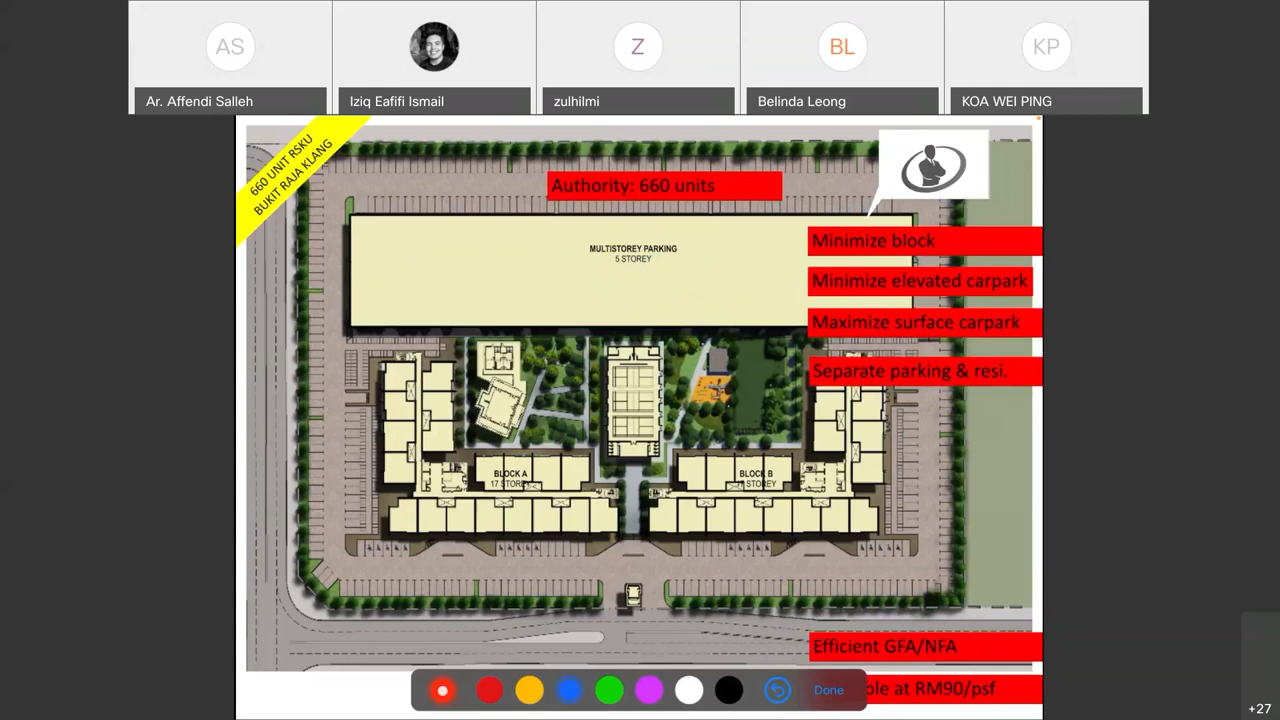 AS
Z
BL
KP
Ar. Affendi Salleh
Iziq Eafifi Ismail
zulhilmi
Belinda Leong
KOA WEI PING
660 UNIT RSKU
BUKIT RAJA KLANG
Authority: 660 units
MULTISTOREY PARKING
5 STOREY
Minimize block
Minimize elevated carpark
Maximize surface carpark
Separate parking & resi.
BLOCK A
17 STOREY
BLOCK B
STOREY
Efficient GFA/NFA
at RM90/psf
Done
+27